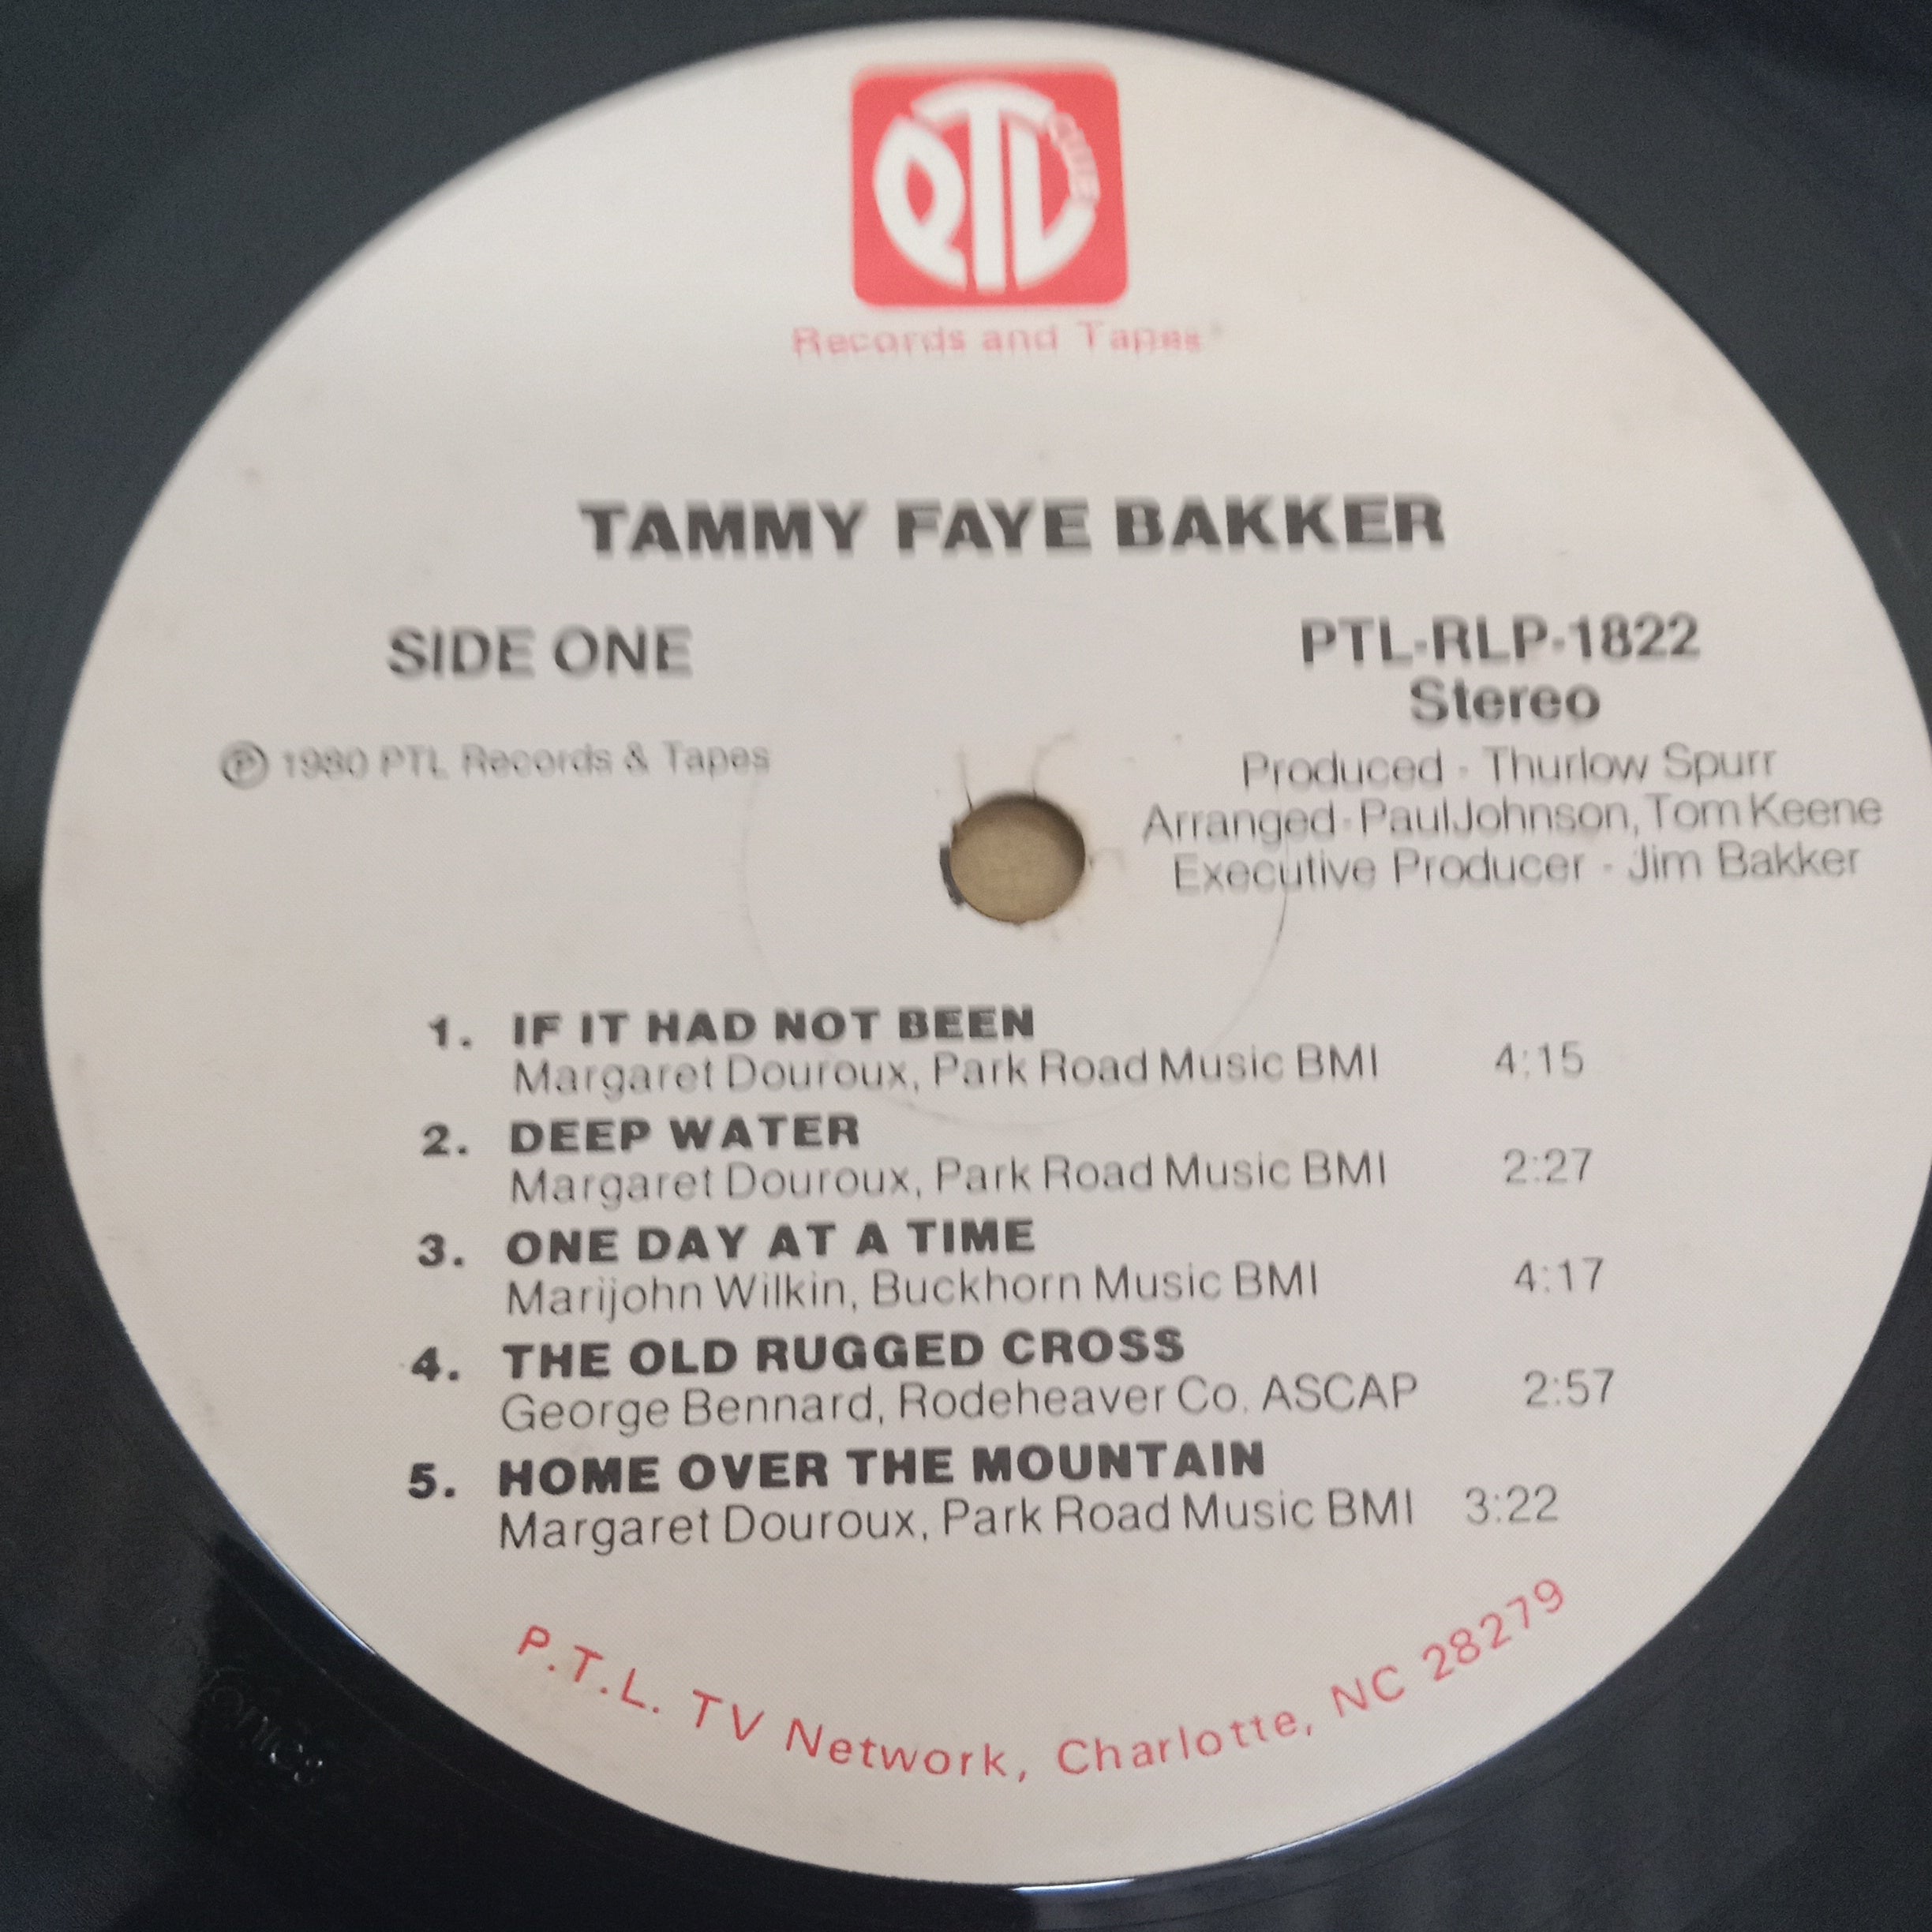 PTL
Records and Tapes
TAMMY FAYE BAKKER
SIDE ONE
PTL-RLP-1822
Stereo
℗ 1980 PTL Records & Tapes
Produced - Thurlow Spurr
Arranged - Paul Johnson, Tom Keene
Executive Producer - Jim Bakker
1. IF IT HAD NOT BEEN
Margaret Douroux, Park Road Music BMI 4:15
2. DEEP WATER
Margaret Douroux, Park Road Music BMI 2:27
3. ONE DAY AT A TIME
Marijohn Wilkin, Buckhorn Music BMI 4:17
4. THE OLD RUGGED CROSS
George Bennard, Rodeheaver Co. ASCAP 2:57
5. HOME OVER THE MOUNTAIN
Margaret Douroux, Park Road Music BMI 3:22
P.T.L. TV Network, Charlotte, NC 28279